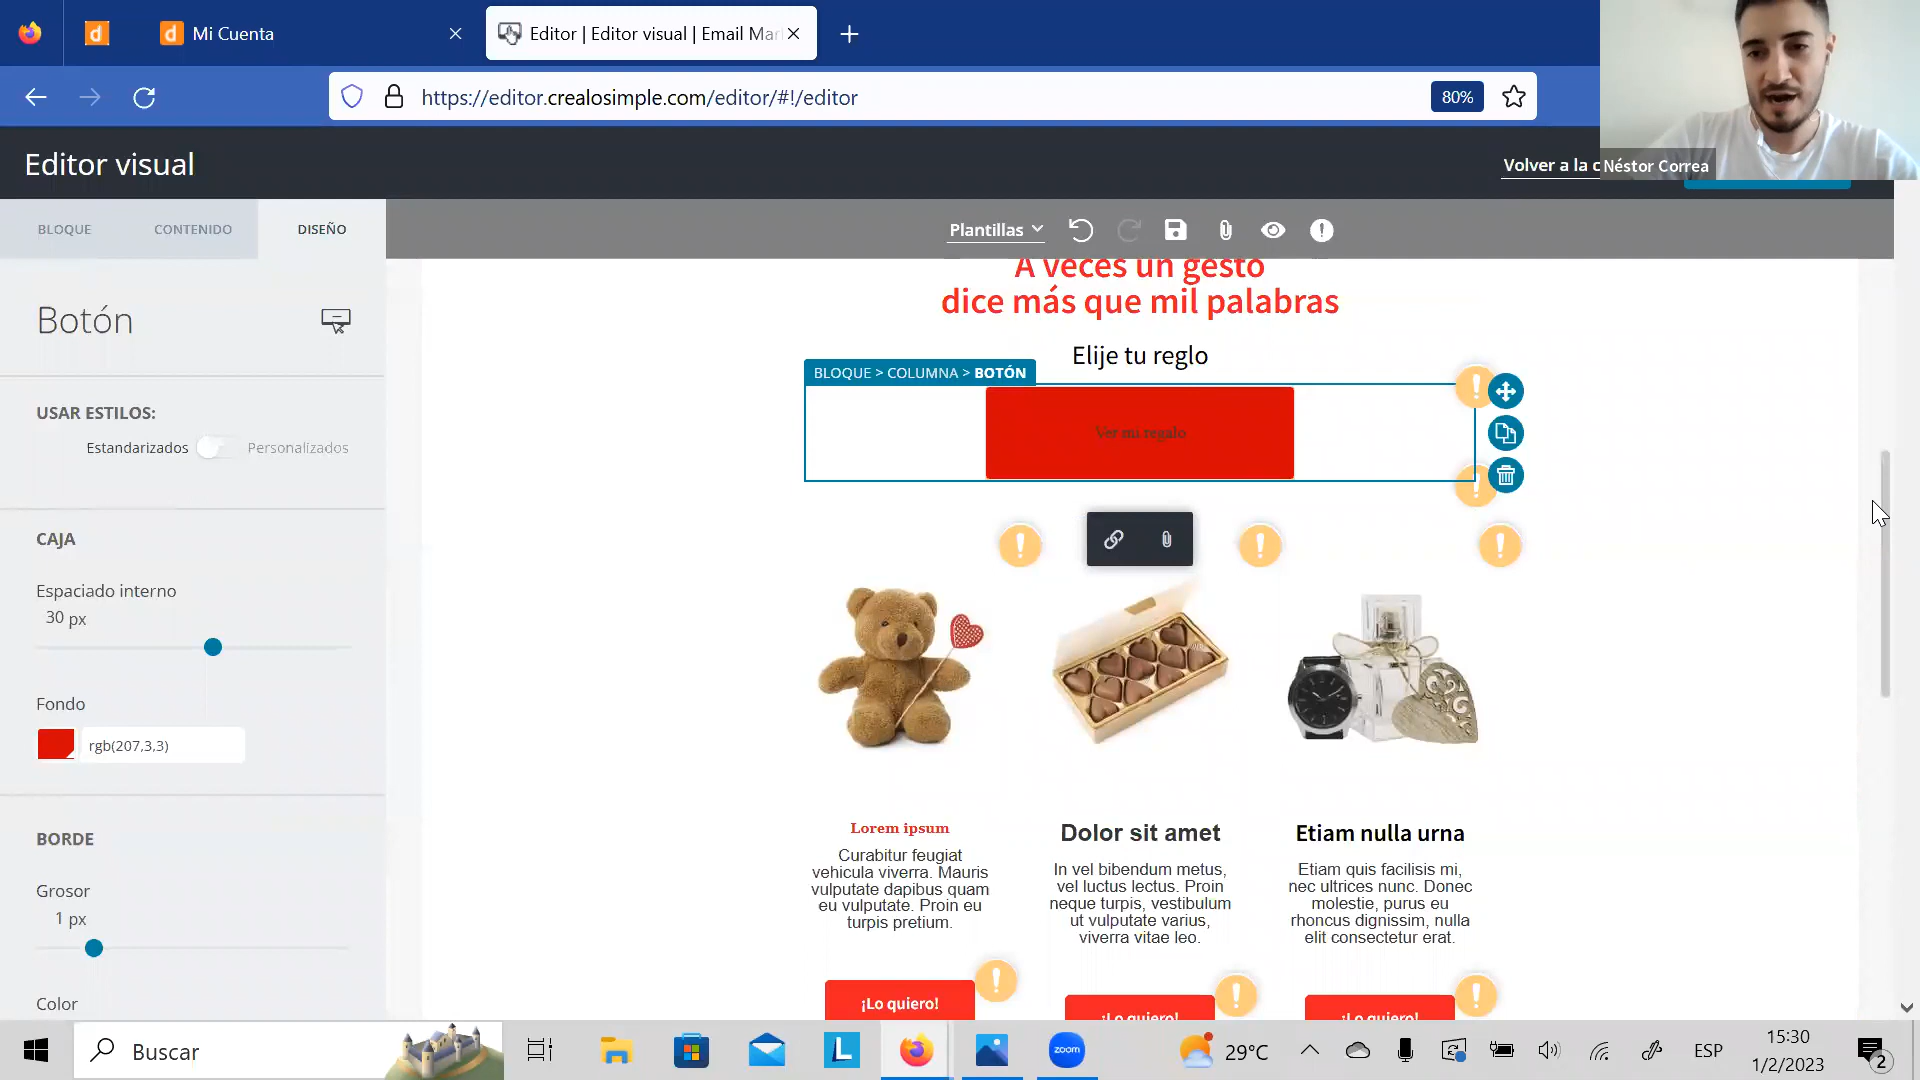 Mi Cuenta
Editor | Editor visual | Email Mar
https://editor.crealosimple.com/editor/#!/editor
80%
Editor visual
Volver a la c
Néstor Correa
BLOQUE
CONTENIDO
DISEÑO
Plantillas
Botón
USAR ESTILOS:
Estandarizados
Personalizados
CAJA
Espaciado interno
30 px
Fondo
rgb(207,3,3)
BORDE
Grosor
1 px
Color
A veces un gesto
dice más que mil palabras
Elije tu reglo
BLOQUE > COLUMNA > BOTÓN
Ver mi regalo
Lorem ipsum
Curabitur feugiat
vehicula viverra. Mauris
vulputate dapibus quam
eu vulputate. Proin eu
turpis pretium.
¡Lo quiero!
Dolor sit amet
In vel bibendum metus,
vel luctus lectus. Proin
neque turpis, vestibulum
ut vulputate varius,
viverra vitae leo.
¡Lo quiero!
Etiam nulla urna
Etiam quis facilisis mi,
nec ultrices nunc. Donec
molestie, purus eu
rhoncus dignissim, nulla
elit consectetur erat.
¡Lo quiero!
Buscar
L
zoom
29°C
ESP
15:30
1/2/2023
2